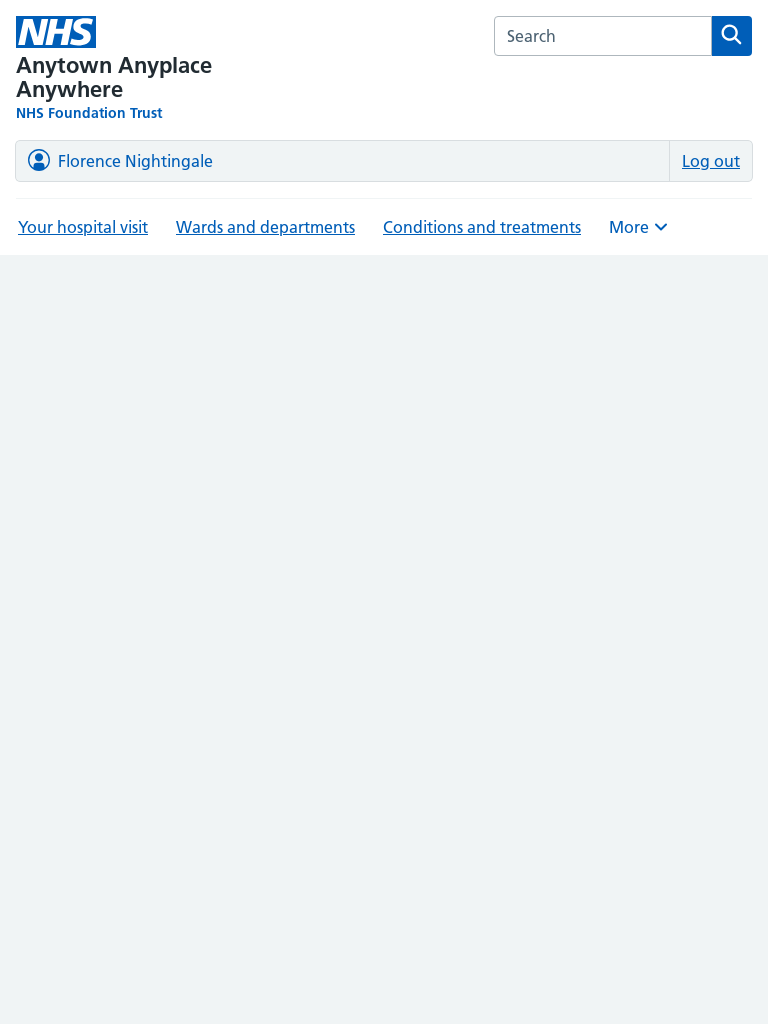 NHS
Search
Anytown Anyplace
Anywhere
NHS Foundation Trust
Florence Nightingale
Log out
Your hospital visit
Wards and departments
Conditions and treatments
More